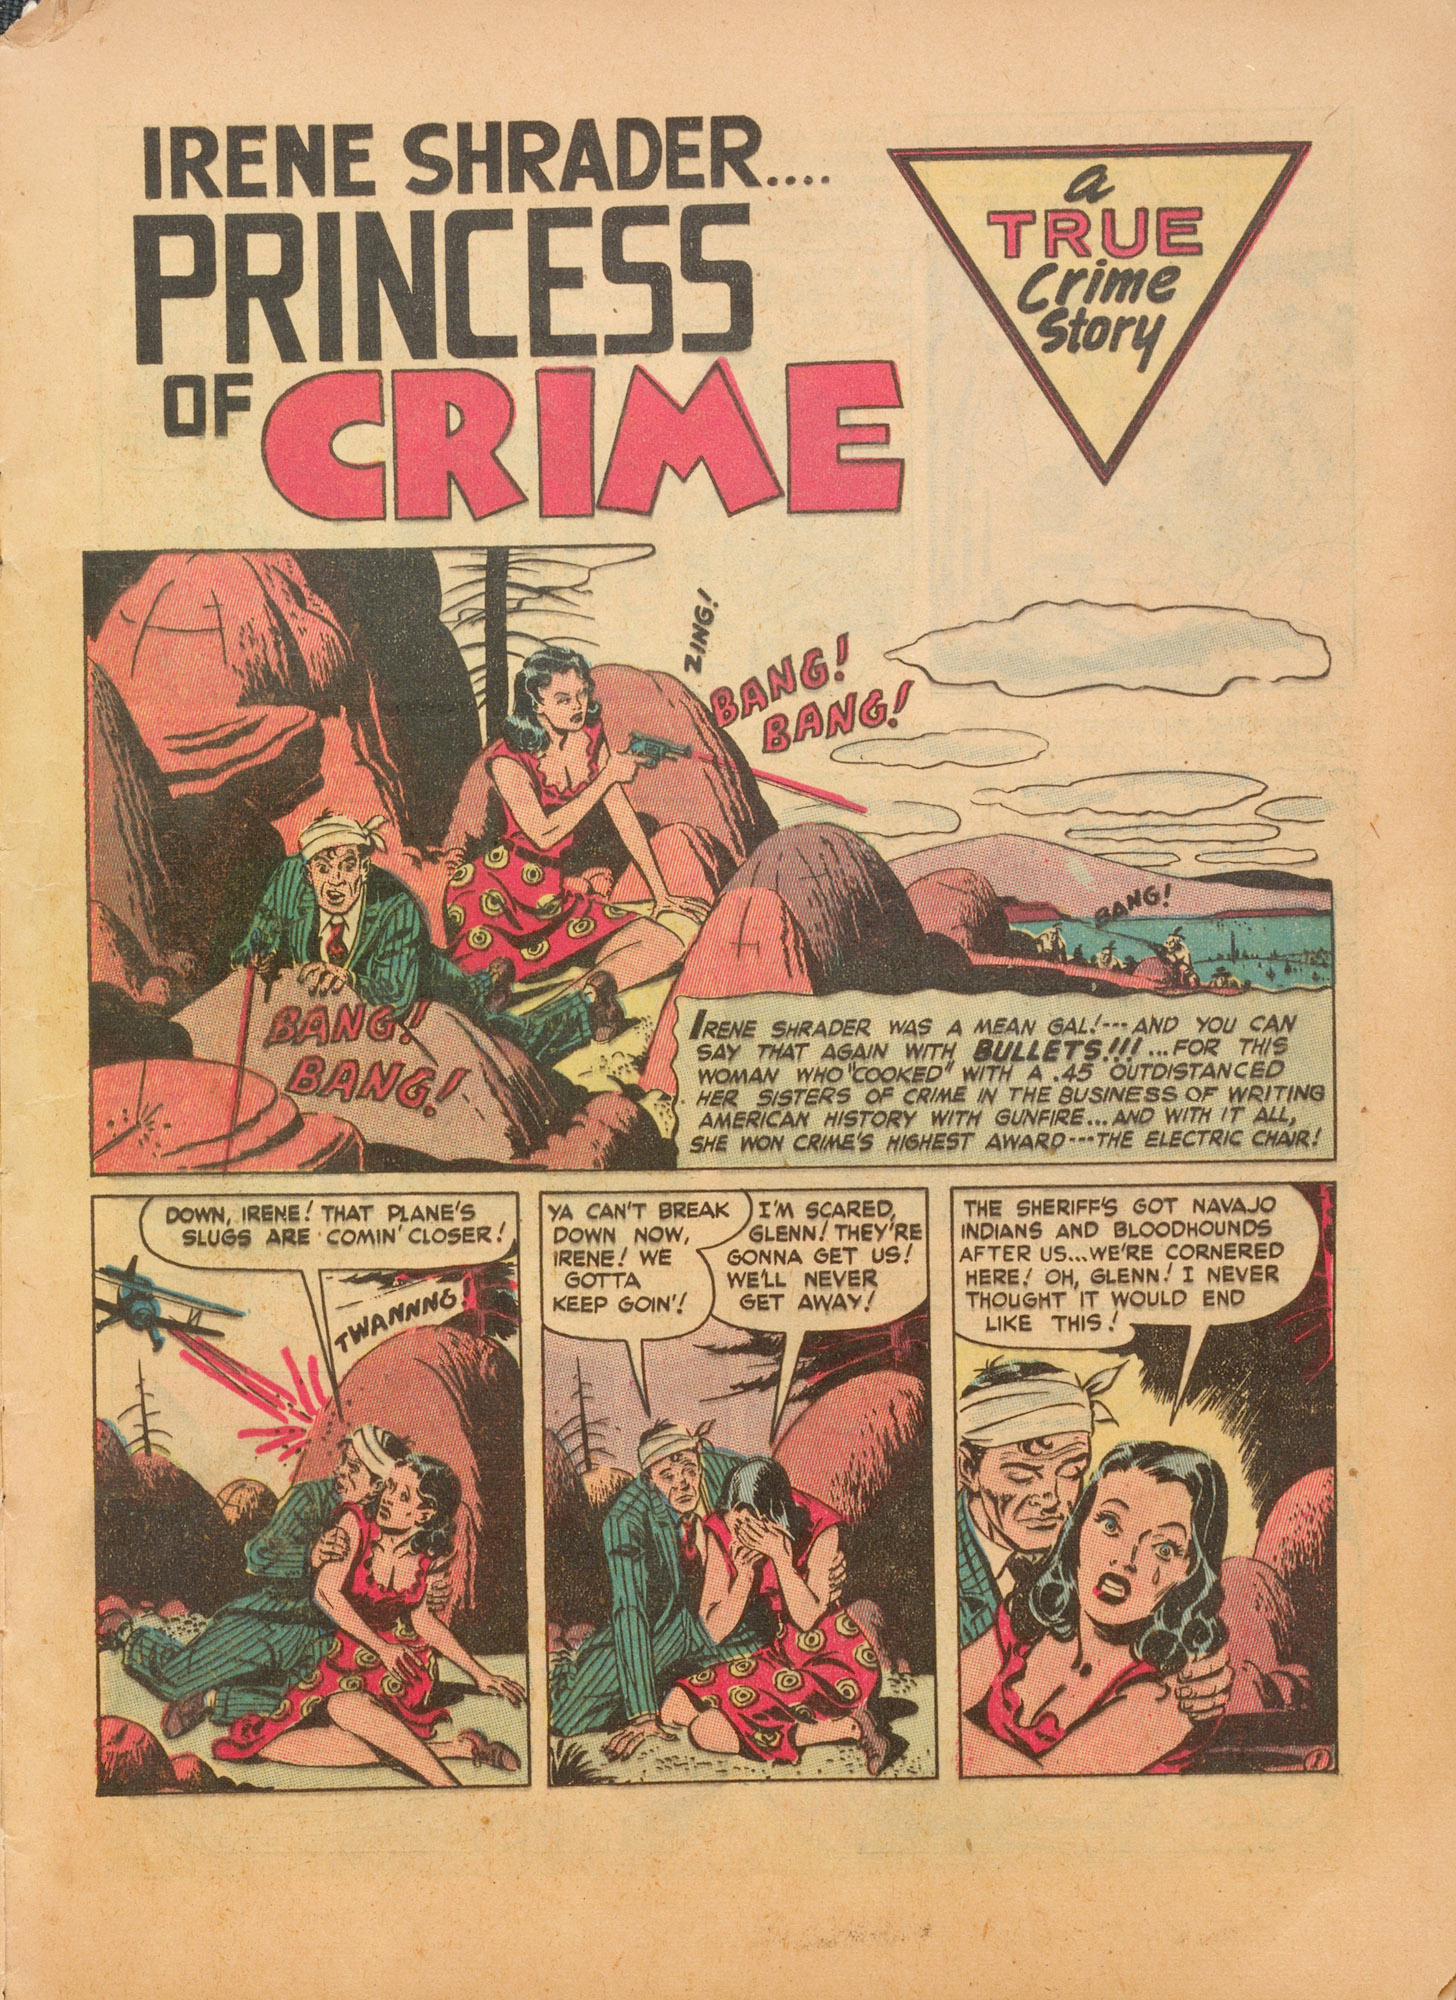 IRENE SHRADER....
PRINCESS
OF CRIME
a
TRUE
Crime
Story
ZING!
BANG!
BANG!
BANG!
BANG!
BANG!
IRENE SHRADER WAS A MEAN GAL!---AND YOU CAN
SAY THAT AGAIN WITH BULLETS!!!...FOR THIS
WOMAN WHO "COOKED" WITH A .45 OUTDISTANCED
HER SISTERS OF CRIME IN THE BUSINESS OF WRITING
AMERICAN HISTORY WITH GUNFIRE...AND WITH IT ALL,
SHE WON CRIME'S HIGHEST AWARD---THE ELECTRIC CHAIR!
DOWN, IRENE! THAT PLANE'S
SLUGS ARE COMIN' CLOSER!
TWANNNG!
YA CAN'T BREAK
DOWN NOW,
IRENE! WE
GOTTA
KEEP GOIN'!
I'M SCARED,
GLENN! THEY'RE
GONNA GET US!
WE'LL NEVER
GET AWAY!
THE SHERIFF'S GOT NAVAJO
INDIANS AND BLOODHOUNDS
AFTER US...WE'RE CORNERED
HERE! OH, GLENN! I NEVER
THOUGHT IT WOULD END
LIKE THIS!
1